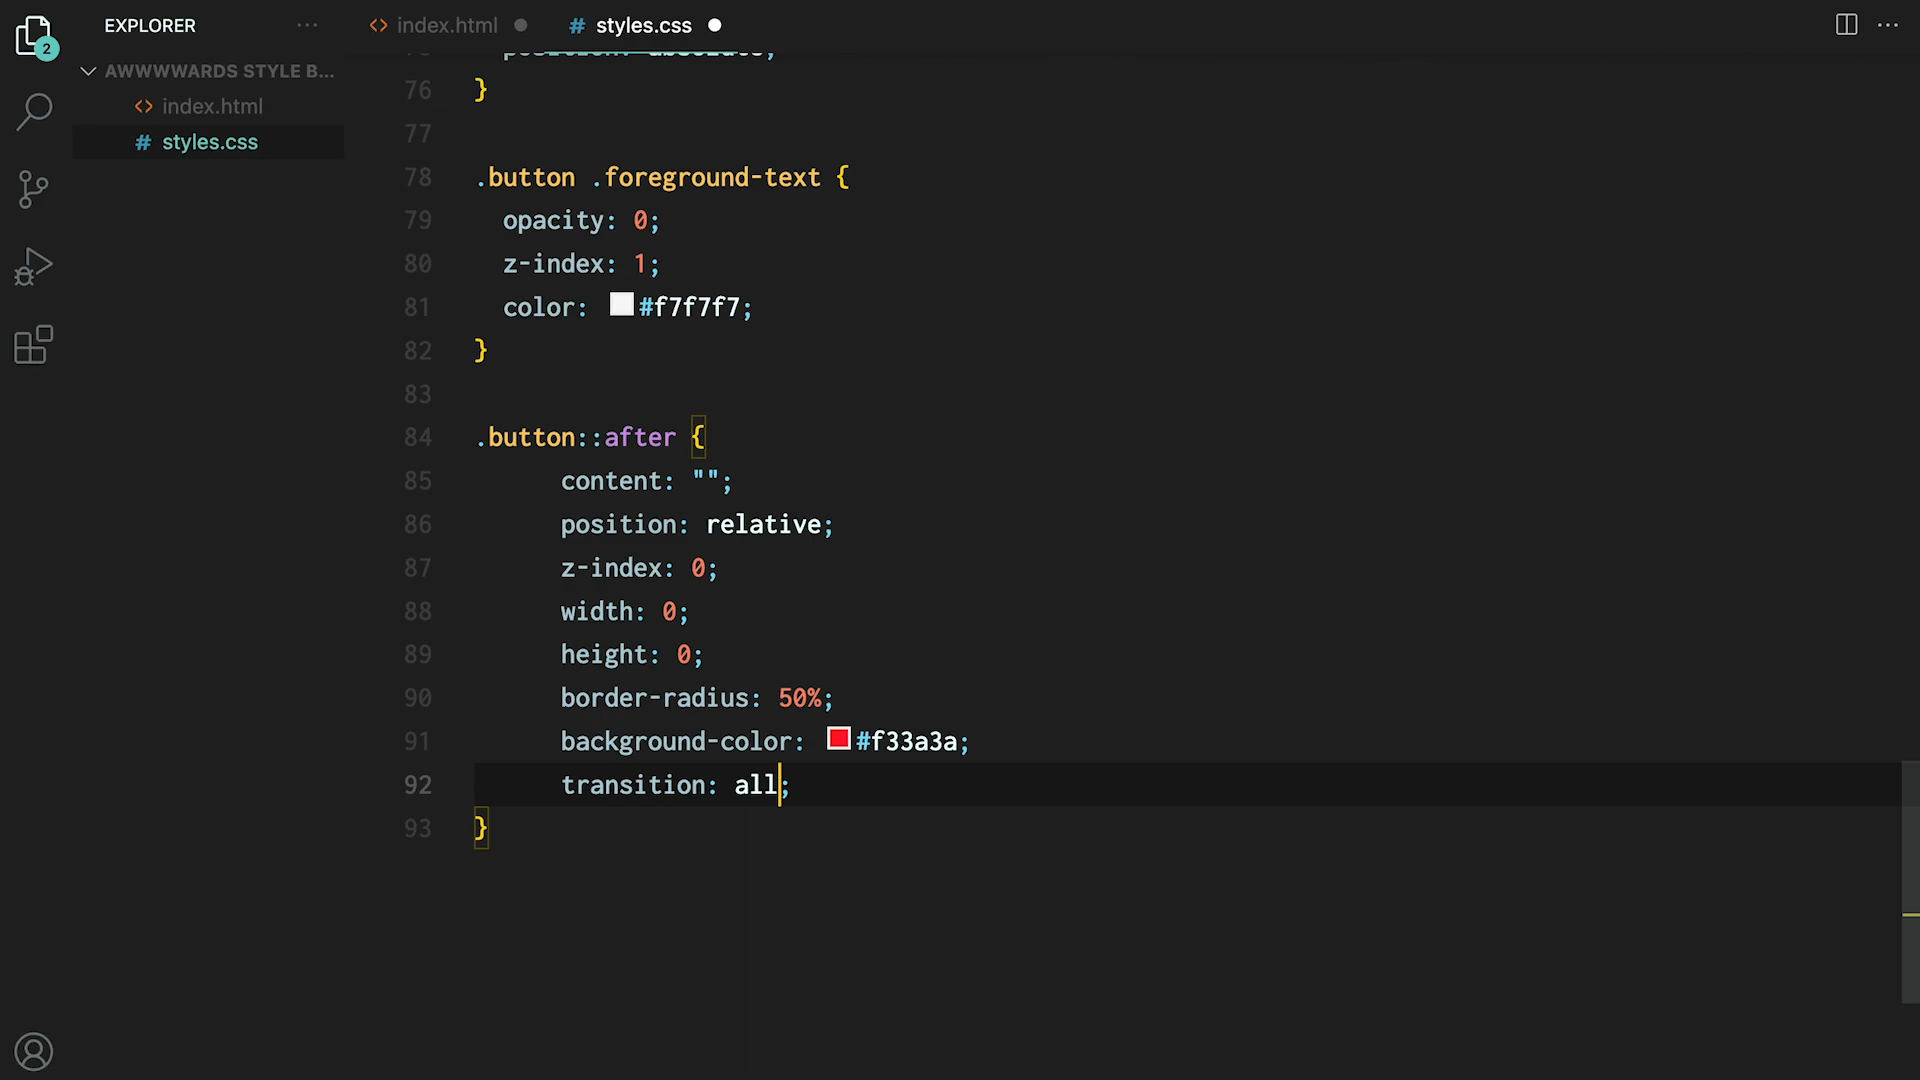 EXPLORER
index.html
styles.css
2
AWWWWARDS STYLE B...
index.html
styles.css
76 }
77
78 .button .foreground-text {
79 opacity: 0;
80 z-index: 1;
81 color: #f7f7f7;
82 }
83
84 .button::after {
85 content: "";
86 position: relative;
87 z-index: 0;
88 width: 0;
89 height: 0;
90 border-radius: 50%;
91 background-color: #f33a3a;
92 transition: all;
93 }